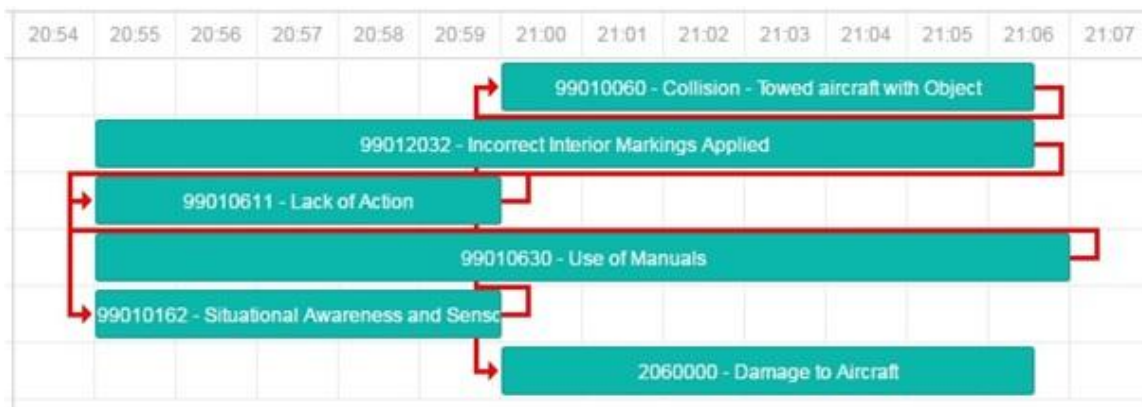 20:54 20:55 20:56 20:57 20:58 20:59 21:00 21:01 21:02 21:03 21:04 21:05 21:06 21:07
99010060 - Collision - Towed aircraft with Object
99012032 - Incorrect Interior Markings Applied
99010611 - Lack of Action
99010630 - Use of Manuals
99010162 - Situational Awareness and Senso
2060000 - Damage to Aircraft